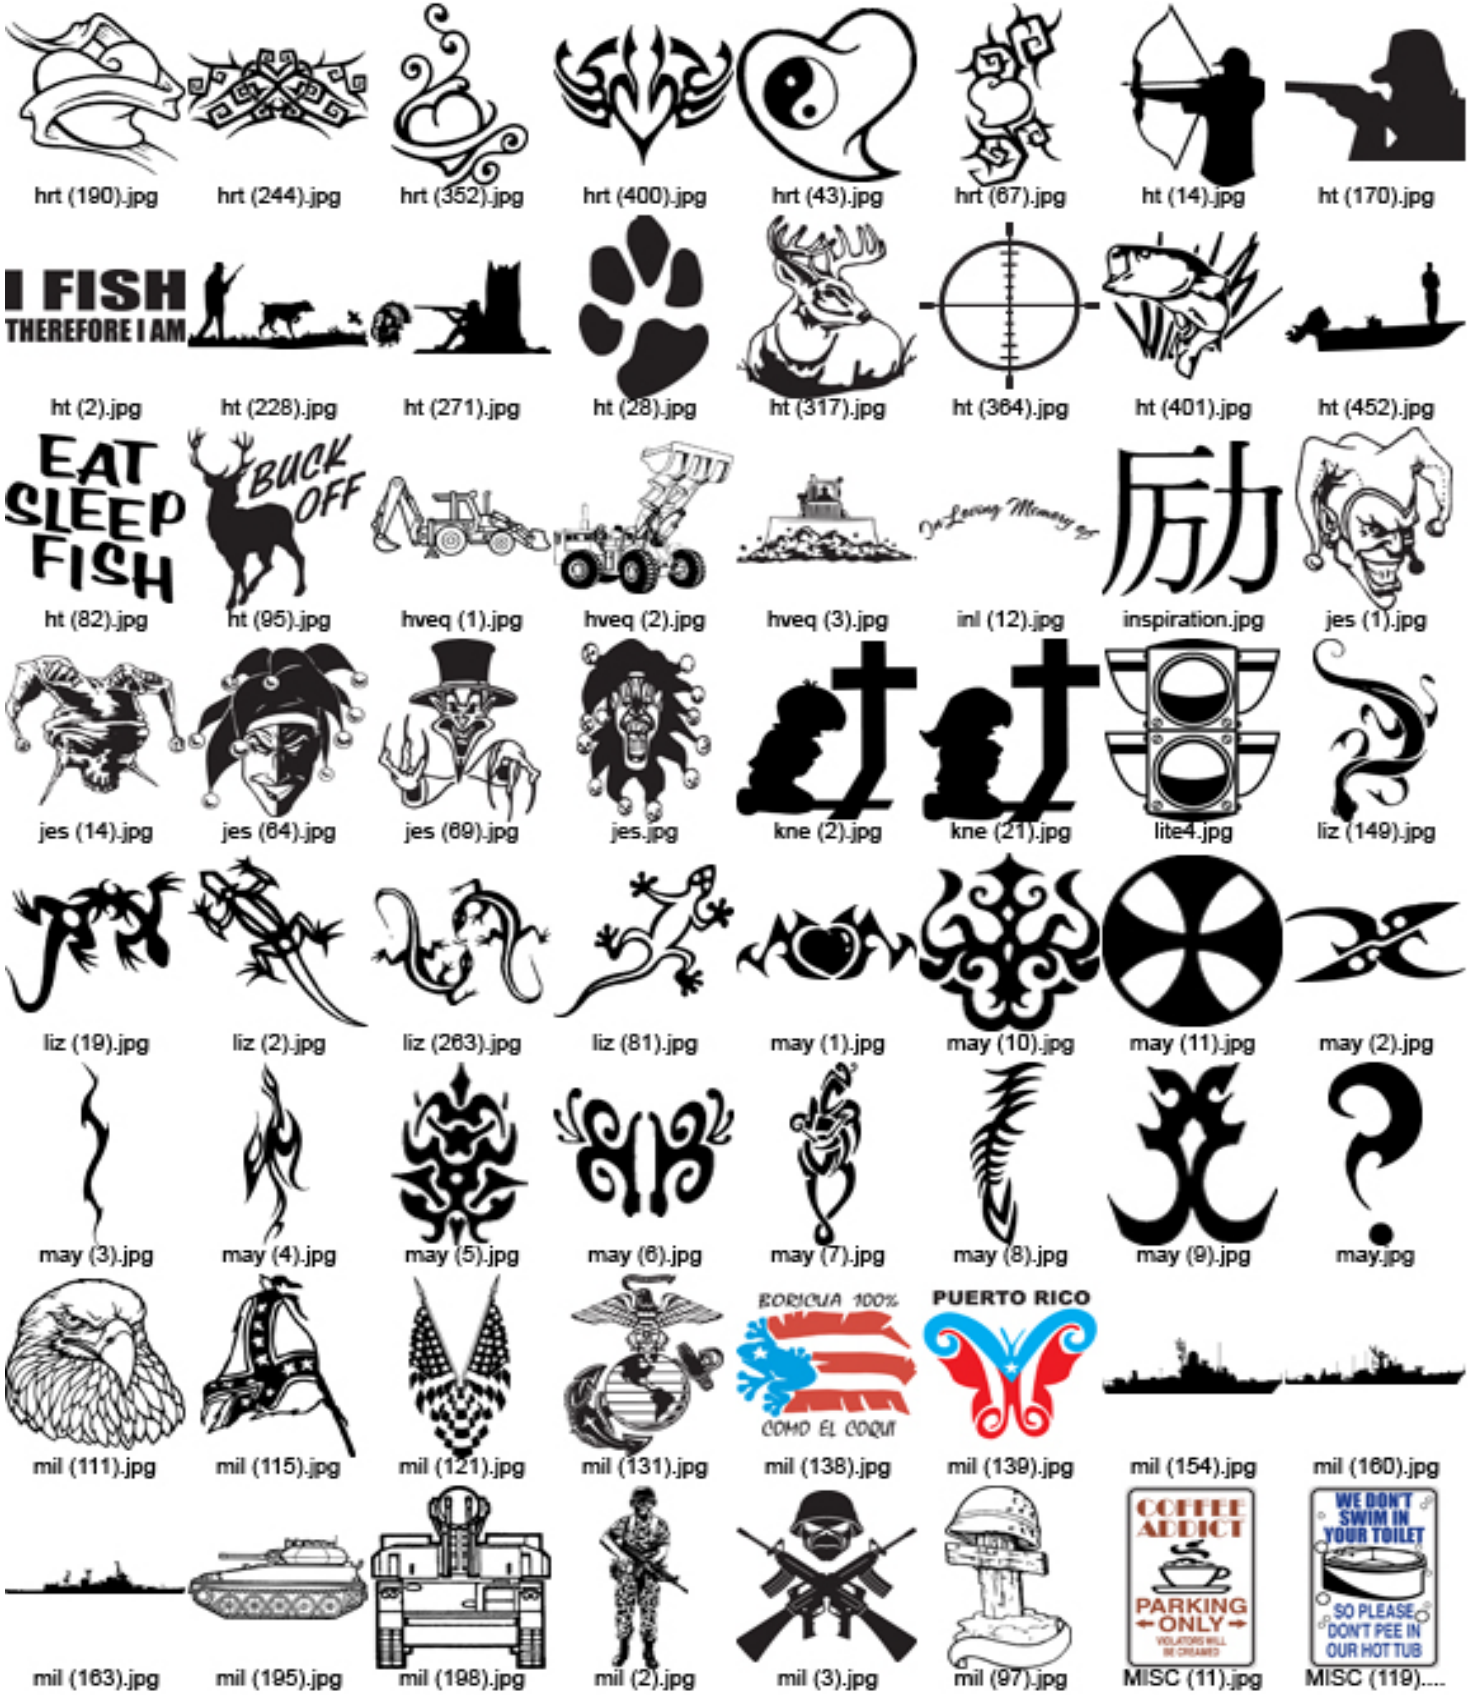 hrt (190).jpg hrt (244).jpg hrt (352).jpg hrt (400).jpg hrt (43).jpg hrt (67).jpg ht (14).jpg ht (170).jpg
I FISH
THEREFORE I AM
ht (2).jpg ht (228).jpg ht (271).jpg ht (28).jpg ht (317).jpg ht (364).jpg ht (401).jpg ht (452).jpg
EAT
SLEEP
FISH
BUCK
OFF
In Loving Memory of
励
ht (82).jpg ht (95).jpg hveq (1).jpg hveq (2).jpg hveq (3).jpg inl (12).jpg inspiration.jpg jes (1).jpg
jes (14).jpg jes (64).jpg jes (69).jpg jes.jpg kne (2).jpg kne (21).jpg lite4.jpg liz (149).jpg
liz (19).jpg liz (2).jpg liz (263).jpg liz (81).jpg may (1).jpg may (10).jpg may (11).jpg may (2).jpg
?
may (3).jpg may (4).jpg may (5).jpg may (6).jpg may (7).jpg may (8).jpg may (9).jpg may.jpg
BORICUA 100%
COMO EL COQUI
PUERTO RICO
mil (111).jpg mil (115).jpg mil (121).jpg mil (131).jpg mil (138).jpg mil (139).jpg mil (154).jpg mil (160).jpg
COFFEE
ADDICT
PARKING
ONLY
VIOLATORS WILL
BE CREAMED
WE DON'T
SWIM IN
YOUR TOILET
SO PLEASE
DON'T PEE IN
OUR HOT TUB
mil (163).jpg mil (195).jpg mil (198).jpg mil (2).jpg mil (3).jpg mil (97).jpg MISC (11).jpg MISC (119)....